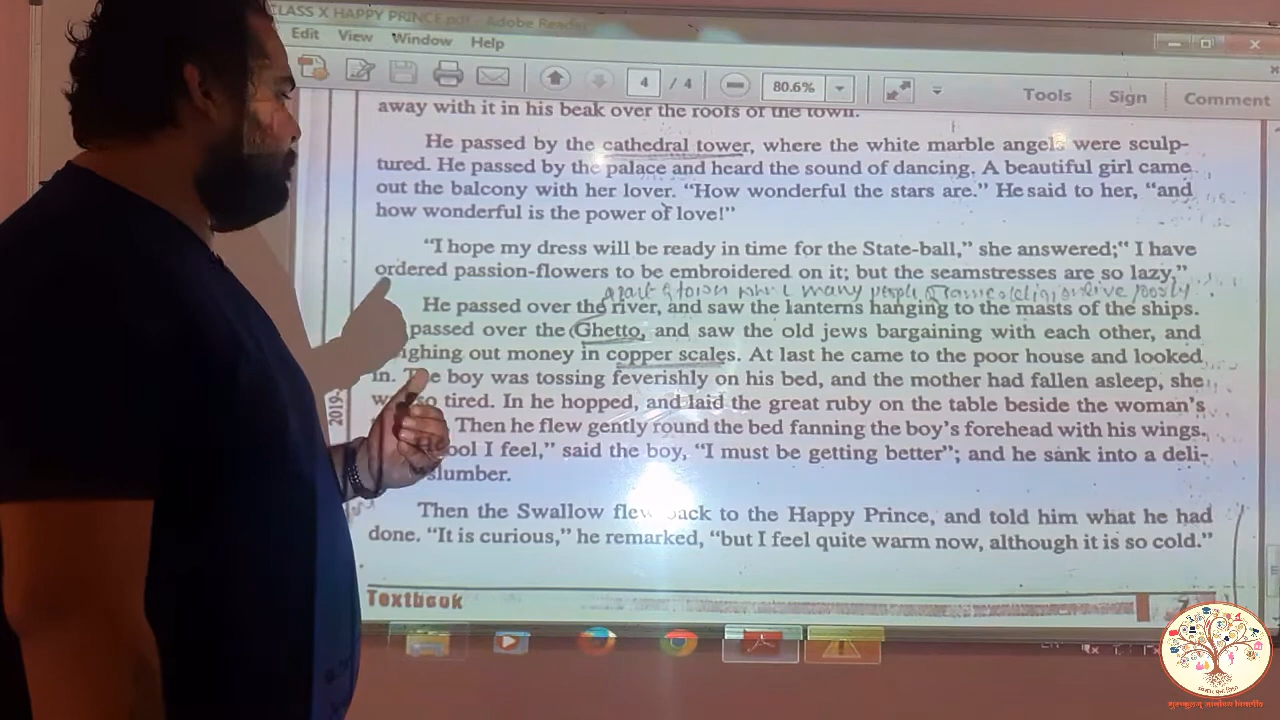 CLASS X HAPPY PRINCE.pdf - Adobe Reader
Edit View Window Help
4 / 4 80.6% Tools Sign Comment
away with it in his beak over the roofs of the town.
He passed by the cathedral tower, where the white marble angels were sculp-
tured. He passed by the palace and heard the sound of dancing. A beautiful girl came
out the balcony with her lover. “How wonderful the stars are.” He said to her, “and
how wonderful is the power of love!”
“I hope my dress will be ready in time for the State-ball,” she answered;“ I have
ordered passion-flowers to be embroidered on it; but the seamstresses are so lazy.”
a part of town many people of live poorly
He passed over the river, and saw the lanterns hanging to the masts of the ships.
passed over the Ghetto, and saw the old jews bargaining with each other, and
ighing out money in copper scales. At last he came to the poor house and looked
in. The boy was tossing feverishly on his bed, and the mother had fallen asleep, she
so tired. In he hopped, and laid the great ruby on the table beside the woman’s
Then he flew gently round the bed fanning the boy’s forehead with his wings.
ool I feel,” said the boy, “I must be getting better”; and he sank into a deli-
slumber.
Then the Swallow flew back to the Happy Prince, and told him what he had
done. “It is curious,” he remarked, “but I feel quite warm now, although it is so cold.”
2019-
Textbook